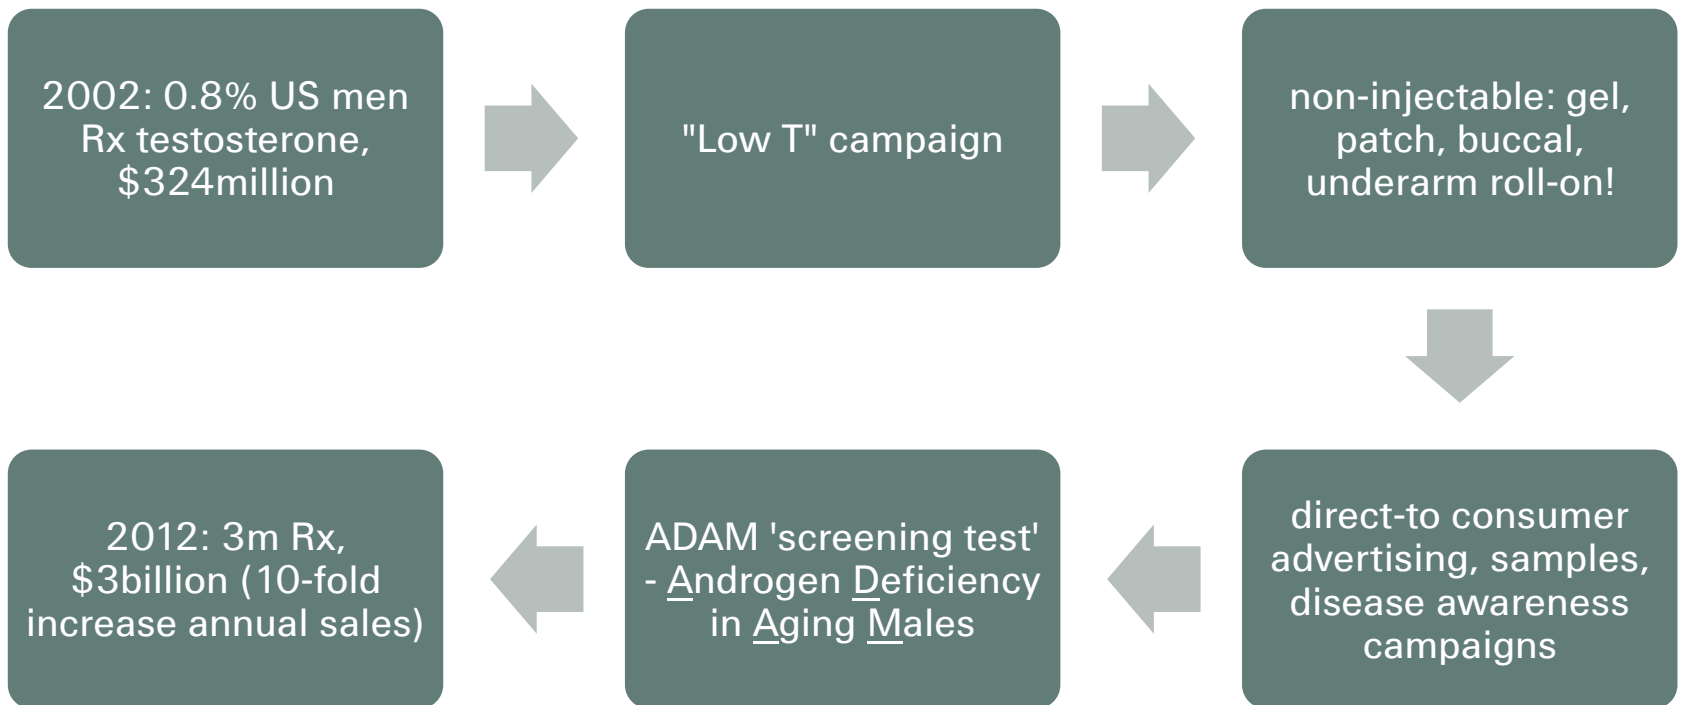 2002: 0.8% US men
Rx testosterone,
$324million
"Low T" campaign
non-injectable: gel,
patch, buccal,
underarm roll-on!
direct-to consumer
advertising, samples,
disease awareness
campaigns
ADAM 'screening test'
- Androgen Deficiency
in Aging Males
2012: 3m Rx,
$3billion (10-fold
increase annual sales)